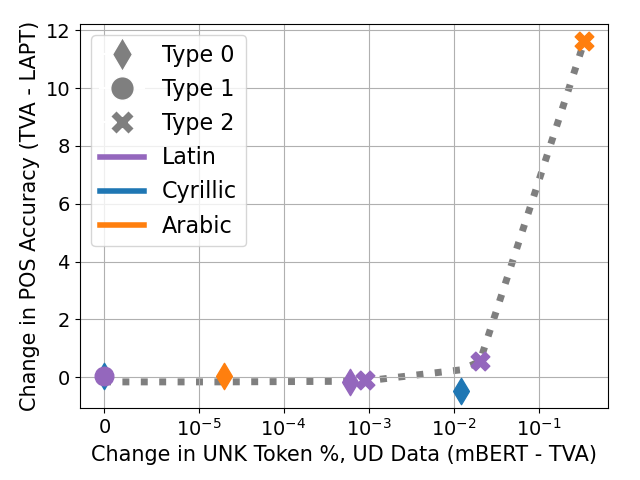 Change in POS Accuracy (TVA - LAPT)
12
10
8
6
4
2
0
Type 0
Type 1
Type 2
Latin
Cyrillic
Arabic
0 10⁻⁵ 10⁻⁴ 10⁻³ 10⁻² 10⁻¹
Change in UNK Token %, UD Data (mBERT - TVA)